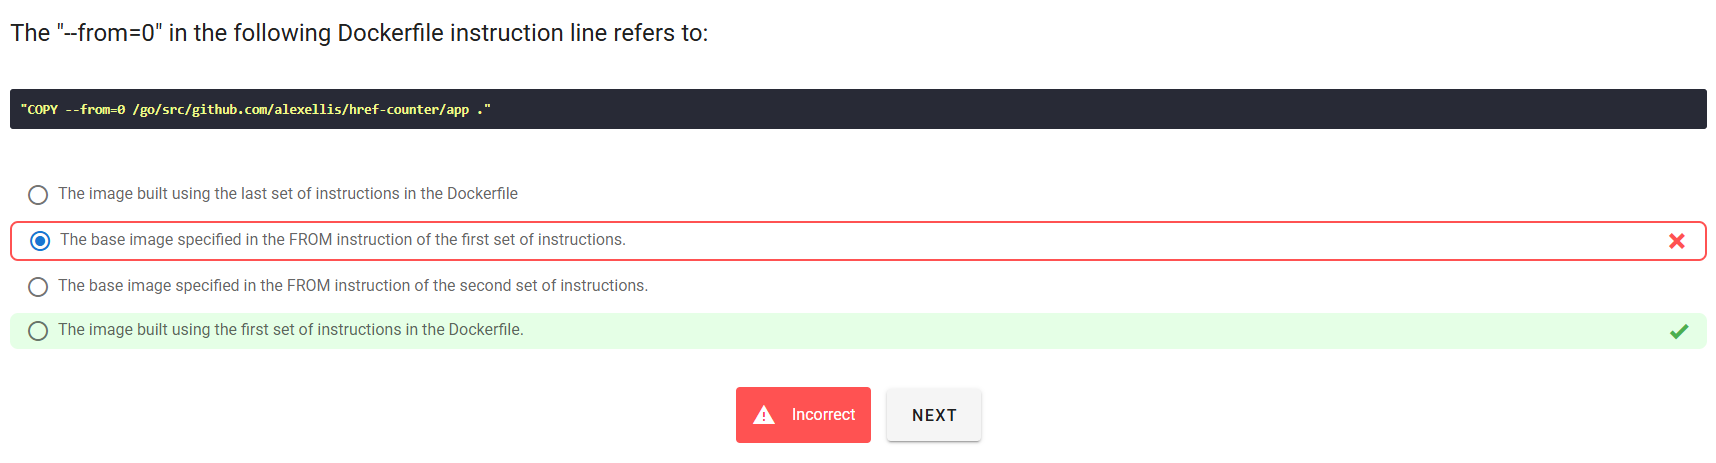 The "--from=0" in the following Dockerfile instruction line refers to:
"COPY --from=0 /go/src/github.com/alexellis/href-counter/app ."
The image built using the last set of instructions in the Dockerfile
The base image specified in the FROM instruction of the first set of instructions.
The base image specified in the FROM instruction of the second set of instructions.
The image built using the first set of instructions in the Dockerfile.
Incorrect
NEXT